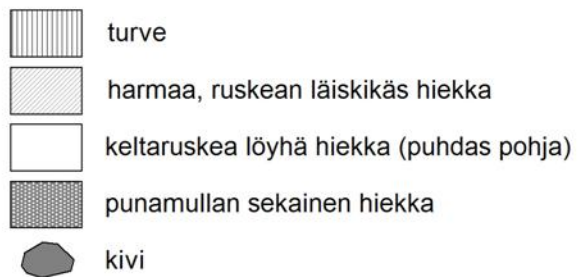 turve
harmaa, ruskean läiskikäs hiekka
keltaruskea löyhä hiekka (puhdas pohja)
punamullan sekainen hiekka
kivi